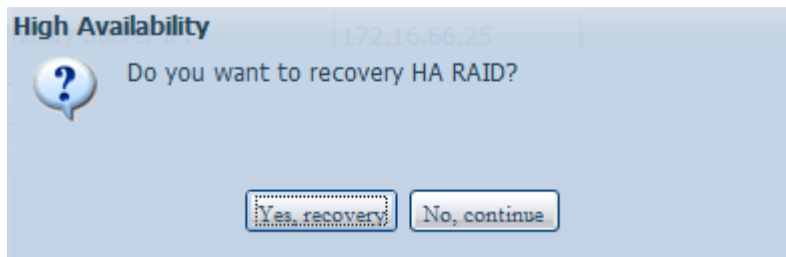 High Availability
172.16.66.25
Do you want to recovery HA RAID?
Yes, recovery
No, continue